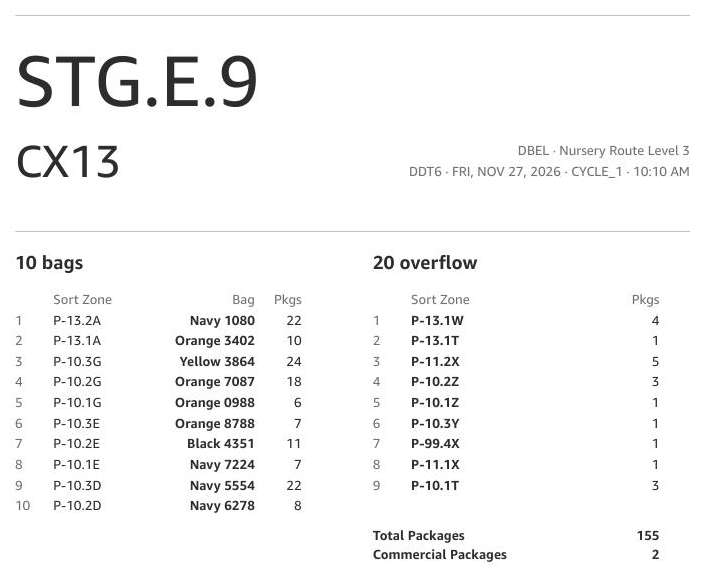 STG.E.9
CX13
DBEL · Nursery Route Level 3
DDT6 · FRI, NOV 27, 2026 · CYCLE_1 · 10:10 AM
10 bags
Sort Zone Bag Pkgs
1 P-13.2A Navy 1080 22
2 P-13.1A Orange 3402 10
3 P-10.3G Yellow 3864 24
4 P-10.2G Orange 7087 18
5 P-10.1G Orange 0988 6
6 P-10.3E Orange 8788 7
7 P-10.2E Black 4351 11
8 P-10.1E Navy 7224 7
9 P-10.3D Navy 5554 22
10 P-10.2D Navy 6278 8
20 overflow
Sort Zone Pkgs
1 P-13.1W 4
2 P-13.1T 1
3 P-11.2X 5
4 P-10.2Z 3
5 P-10.1Z 1
6 P-10.3Y 1
7 P-99.4X 1
8 P-11.1X 1
9 P-10.1T 3
Total Packages 155
Commercial Packages 2